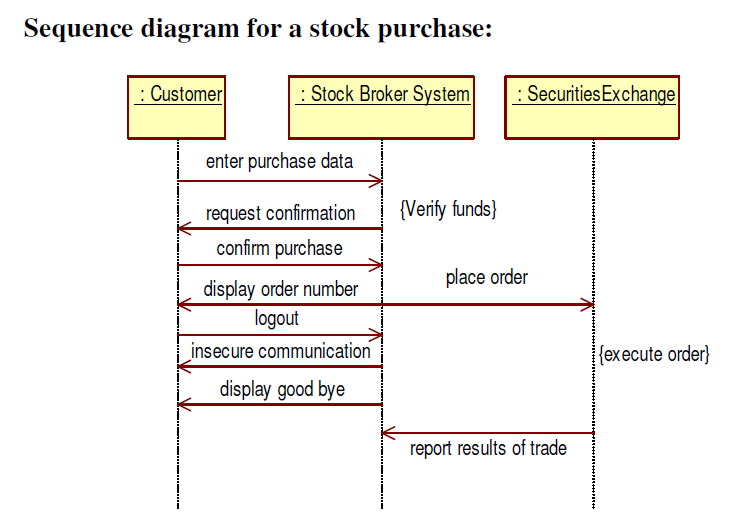 Sequence diagram for a stock purchase:
: Customer
: Stock Broker System
: SecuritiesExchange
enter purchase data
request confirmation
{Verify funds}
confirm purchase
place order
display order number
logout
insecure communication
{execute order}
display good bye
report results of trade